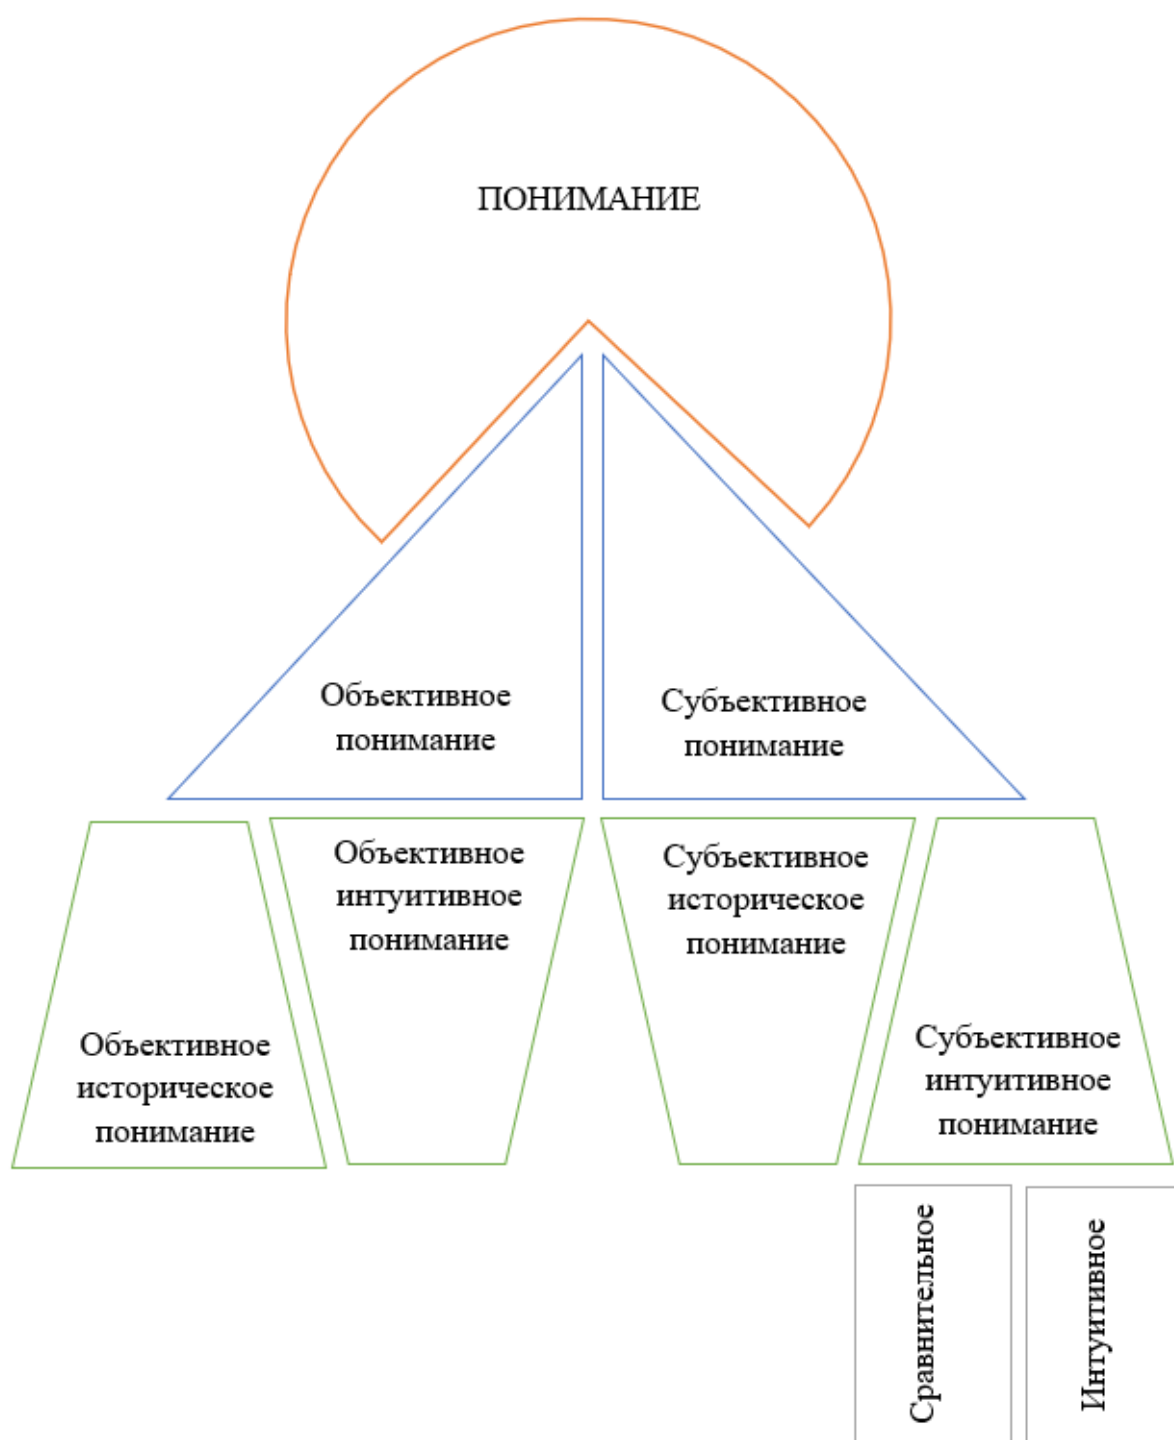 ПОНИМАНИЕ
Объективное
понимание
Субъективное
понимание
Объективное
историческое
понимание
Объективное
интуитивное
понимание
Субъективное
историческое
понимание
Субъективное
интуитивное
понимание
Сравнительное
Интуитивное